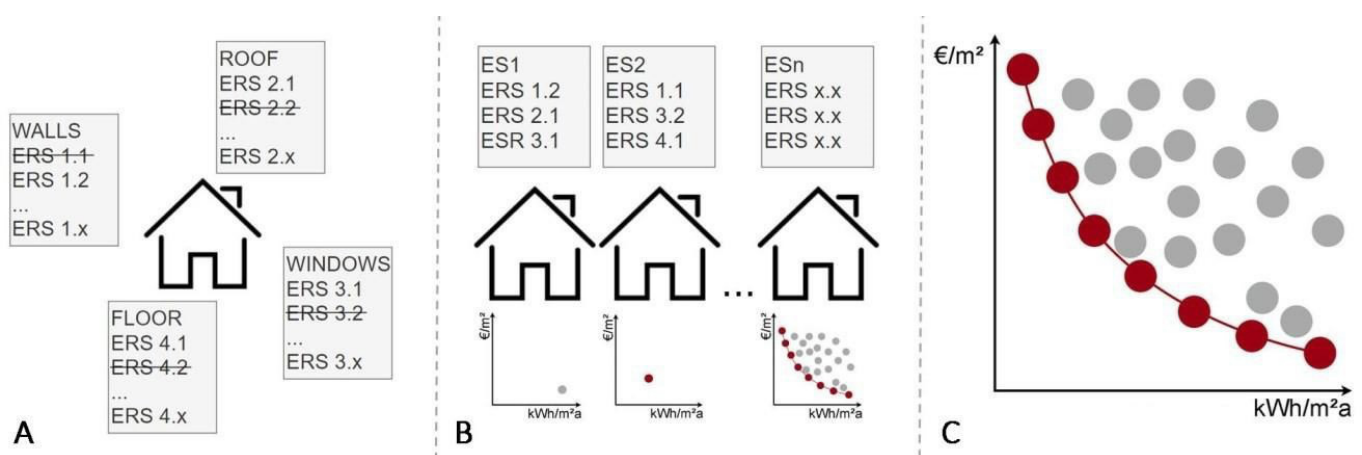 WALLS
ERS 1.1
ERS 1.2
...
ERS 1.x
ROOF
ERS 2.1
ERS 2.2
...
ERS 2.x
FLOOR
ERS 4.1
ERS 4.2
...
ERS 4.x
WINDOWS
ERS 3.1
ERS 3.2
...
ERS 3.x
A
ES1
ERS 1.2
ERS 2.1
ESR 3.1
ES2
ERS 1.1
ERS 3.2
ERS 4.1
ESn
ERS x.x
ERS x.x
ERS x.x
...
€/m²
kWh/m²a
€/m²
kWh/m²a
€/m²
kWh/m²a
B
€/m²
kWh/m²a
C